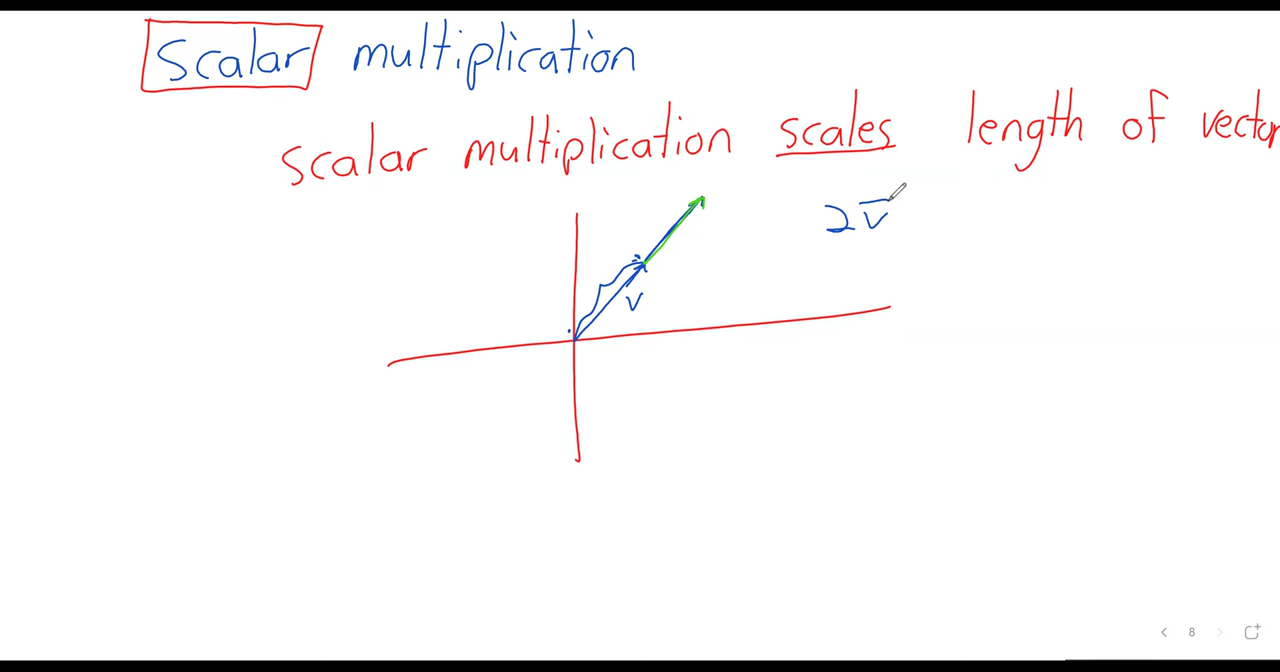 Scalar multiplication
scalar multiplication scales length of vector
2v̅
v
8